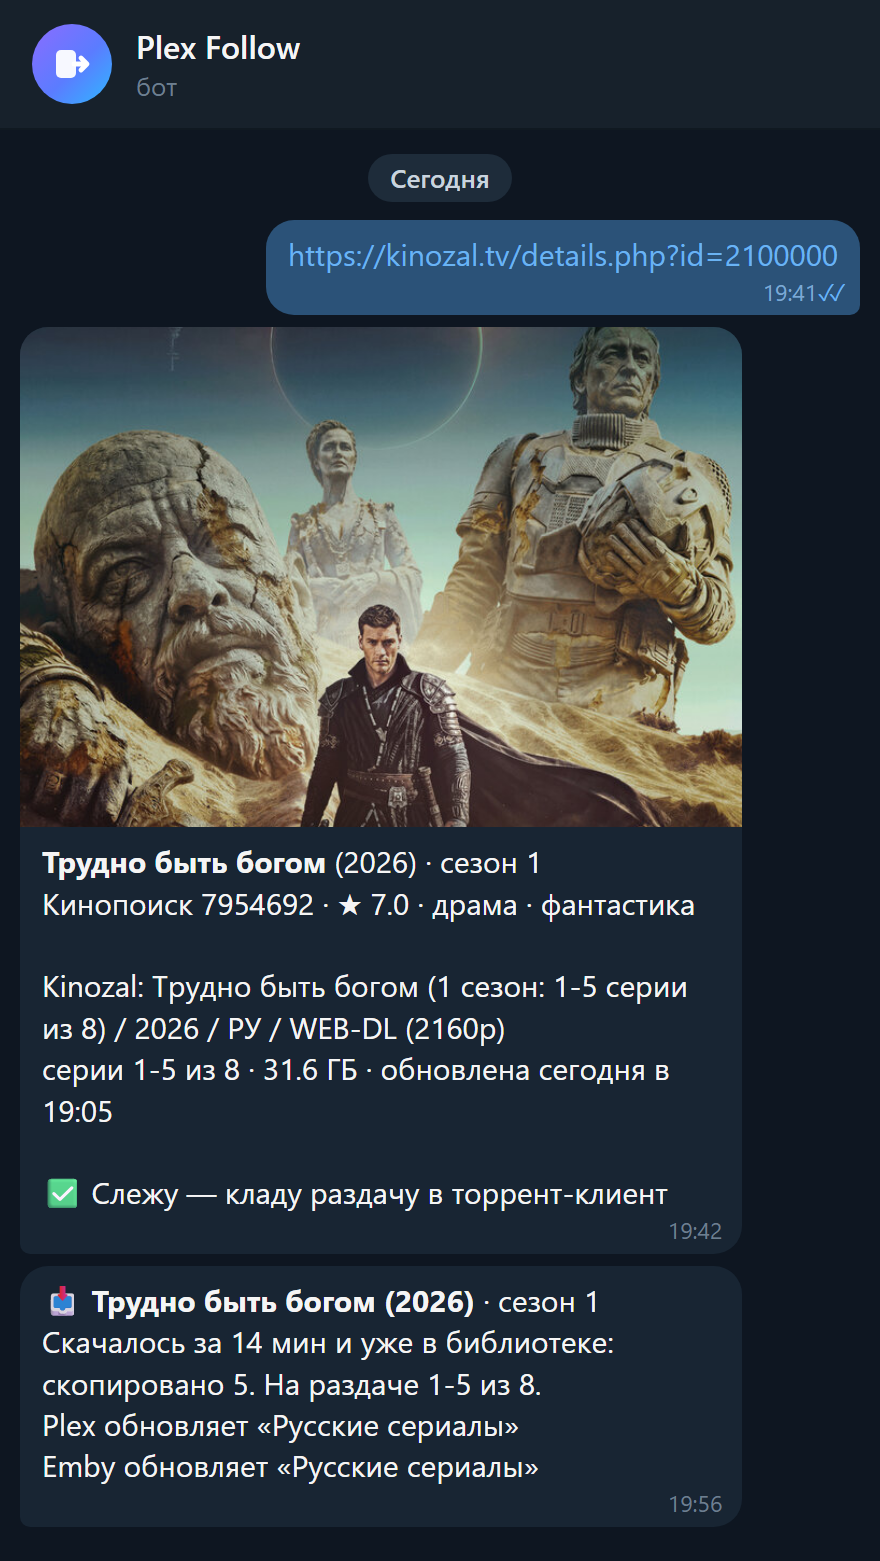 Plex Follow
бот
Сегодня
https://kinozal.tv/details.php?id=2100000
19:41
Трудно быть богом (2026) · сезон 1
Кинопоиск 7954692 · ★ 7.0 · драма · фантастика
Kinozal: Трудно быть богом (1 сезон: 1-5 серии
из 8) / 2026 / РУ / WEB-DL (2160p)
серии 1-5 из 8 · 31.6 ГБ · обновлена сегодня в
19:05
✅ Слежу — кладу раздачу в торрент-клиент
19:42
📥 Трудно быть богом (2026) · сезон 1
Скачалось за 14 мин и уже в библиотеке:
скопировано 5. На раздаче 1-5 из 8.
Plex обновляет «Русские сериалы»
Emby обновляет «Русские сериалы»
19:56